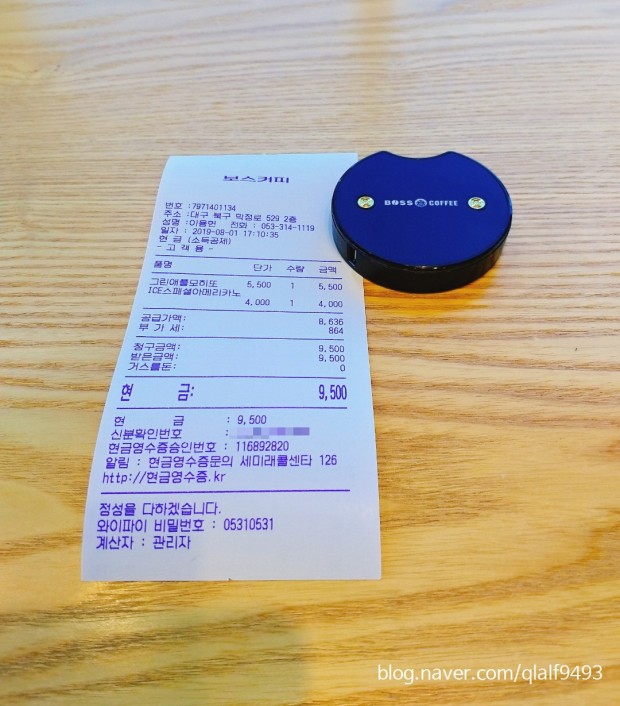 보스커피
번호 :7971401134
주소 :대구 북구 덕정로 529 2층
성명 :이용헌 전화 : 053-314-1119
일자 : 2019-08-01 17:10:35
현 금 (소득공제)
- 고 객 용 -
품명 단가 수량 금액
그린애플모히또 5,500 1 5,500
ICE스페셜아메리카노
4,000 1 4,000
공급가액: 8,636
부 가 세: 864
청구금액: 9,500
받은금액: 9,500
거스름돈: 0
현 금: 9,500
현 금 : 9,500
신분확인번호 :
현금영수증승인번호 : 116892820
알림 : 현금영수증문의 세미래콜센타 126
http://현금영수증.kr
정성을 다하겠습니다.
와이파이 비밀번호 : 05310531
계산자 : 관리자
BOSS COFFEE
blog.naver.com/qlalf9493